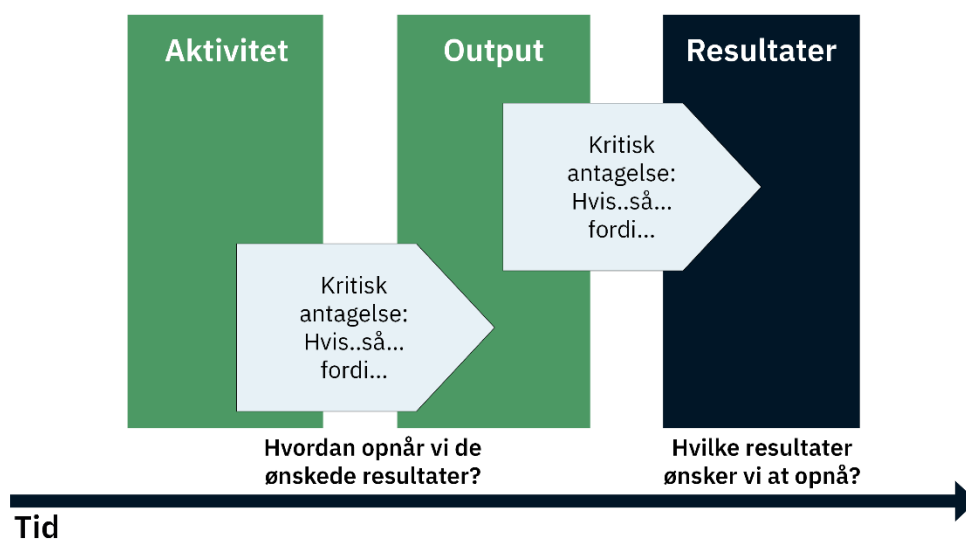 Aktivitet
Output
Resultater
Kritisk
antagelse:
Hvis..så...
fordi...
Kritisk
antagelse:
Hvis..så...
fordi...
Hvordan opnår vi de
ønskede resultater?
Hvilke resultater
ønsker vi at opnå?
Tid